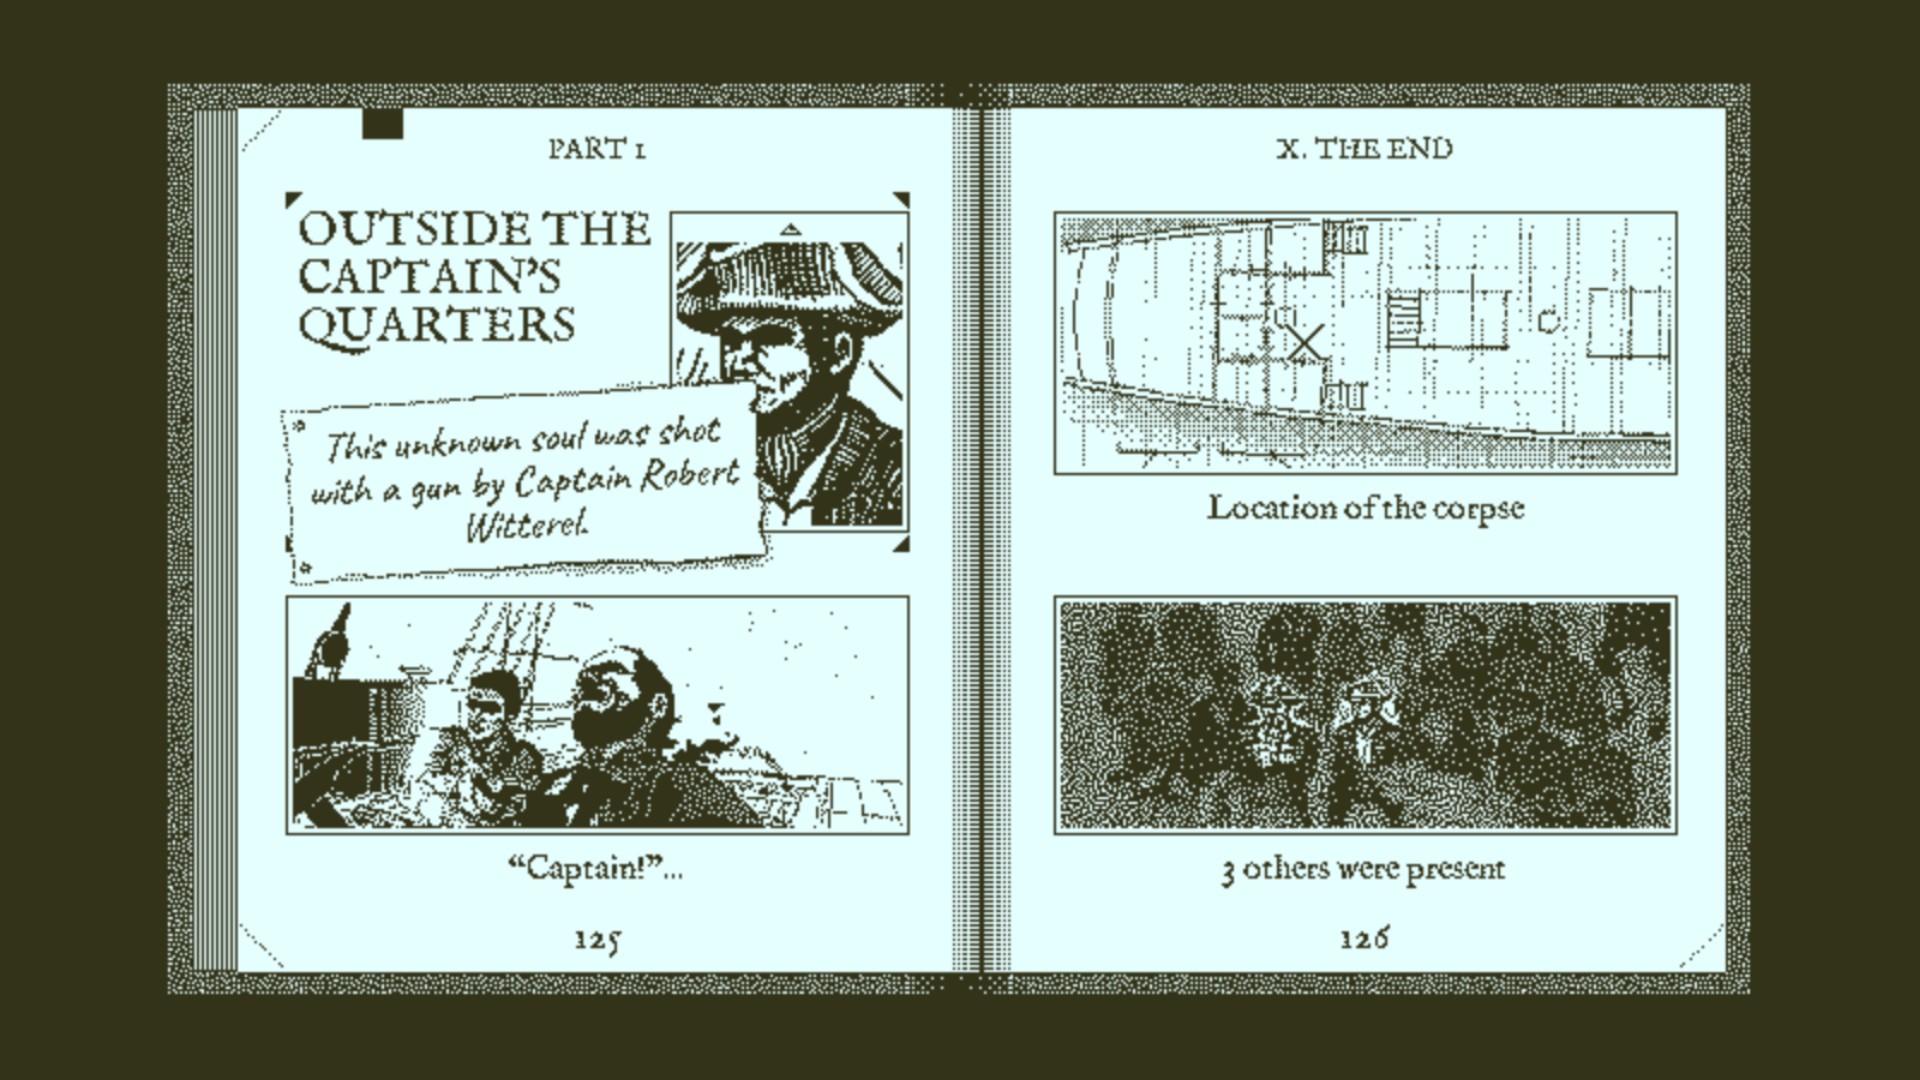 PART 1
OUTSIDE THE
CAPTAIN'S
QUARTERS
This unknown soul was shot
with a gun by Captain Robert
Witterel.
“Captain!”...
125
X. THE END
Location of the corpse
3 others were present
126